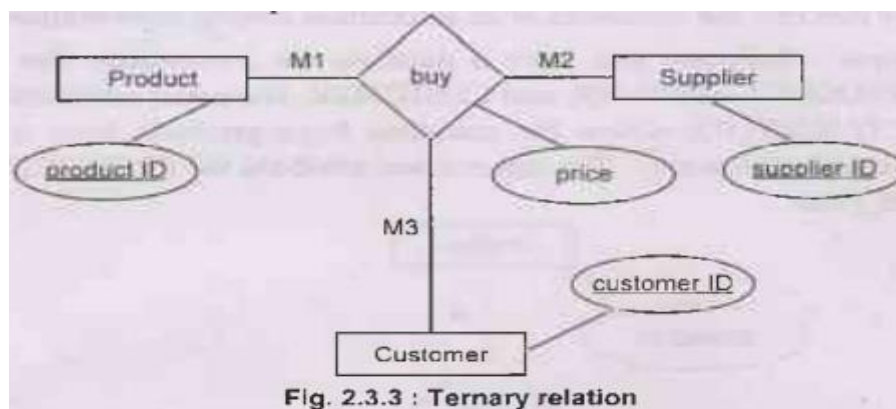 M1
M2
Product
buy
Supplier
product ID
price
supplier ID
M3
customer ID
Customer
Fig. 2.3.3 : Ternary relation